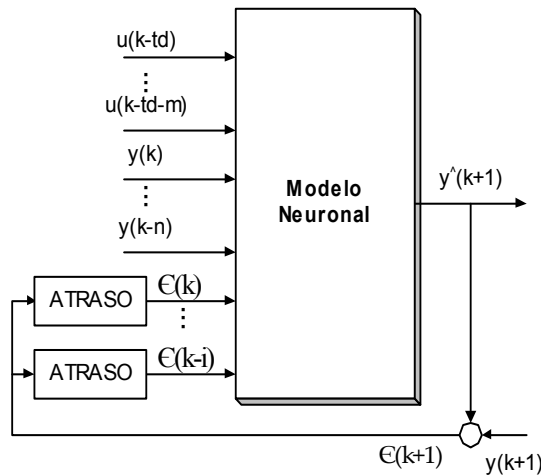 u(k-td)
⋮
u(k-td-m)
y(k)
⋮
y(k-n)
ATRASO
Є(k)
⋮
ATRASO
Є(k-i)
Modelo
Neuronal
y^(k+1)
Є(k+1)
y(k+1)